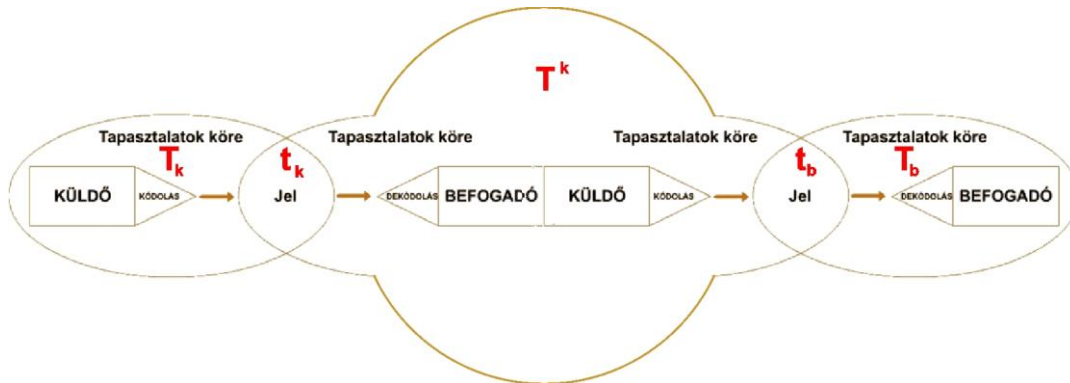 T^k
Tapasztalatok köre
Tapasztalatok köre
Tapasztalatok köre
Tapasztalatok köre
T_k
t_k
t_b
T_b
KÜLDŐ
KÓDOLÁS
Jel
DEKÓDOLÁS
BEFOGADÓ
KÜLDŐ
KÓDOLÁS
Jel
DEKÓDOLÁS
BEFOGADÓ